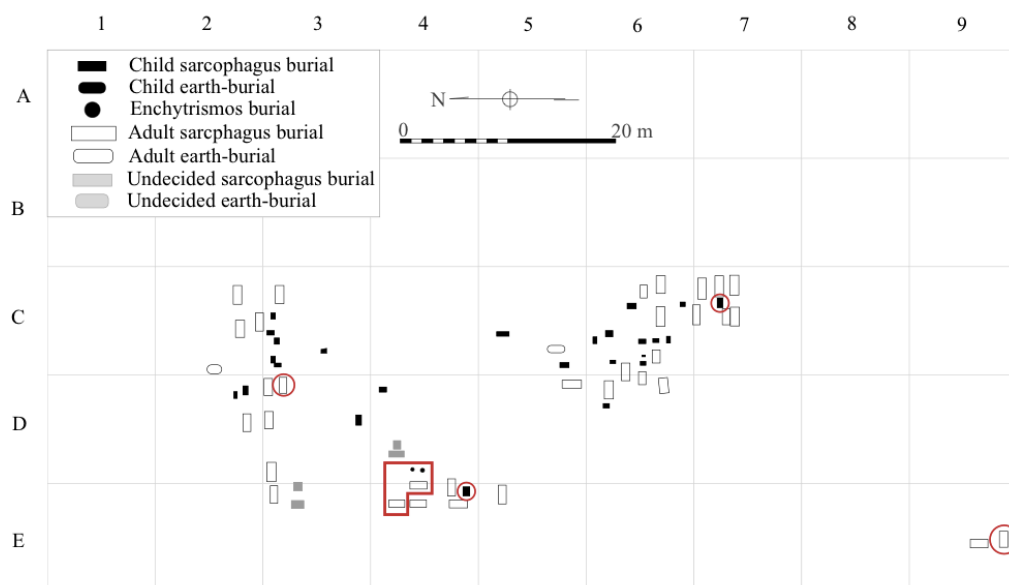 1 2 3 4 5 6 7 8 9
Child sarcophagus burial
Child earth-burial
Enchytrismos burial
Adult sarcphagus burial
Adult earth-burial
Undecided sarcophagus burial
Undecided earth-burial
N
0 20 m
A
B
C
D
E